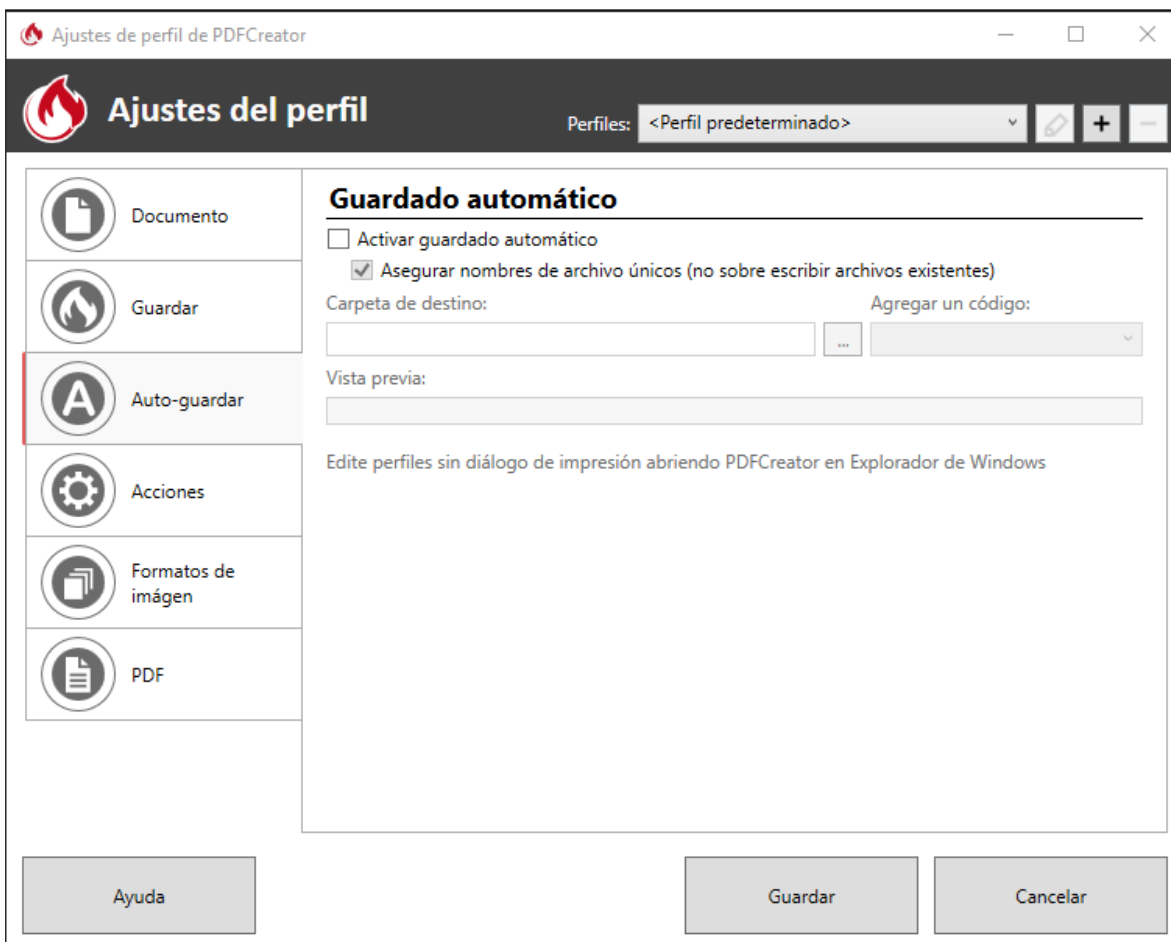 Ajustes de perfil de PDFCreator
Ajustes del perfil
Perfiles: <Perfil predeterminado>
Documento
Guardar
Auto-guardar
Acciones
Formatos de
imágen
PDF
Guardado automático
Activar guardado automático
Asegurar nombres de archivo únicos (no sobre escribir archivos existentes)
Carpeta de destino: Agregar un código:
...
Vista previa:
Edite perfiles sin diálogo de impresión abriendo PDFCreator en Explorador de Windows
Ayuda Guardar Cancelar